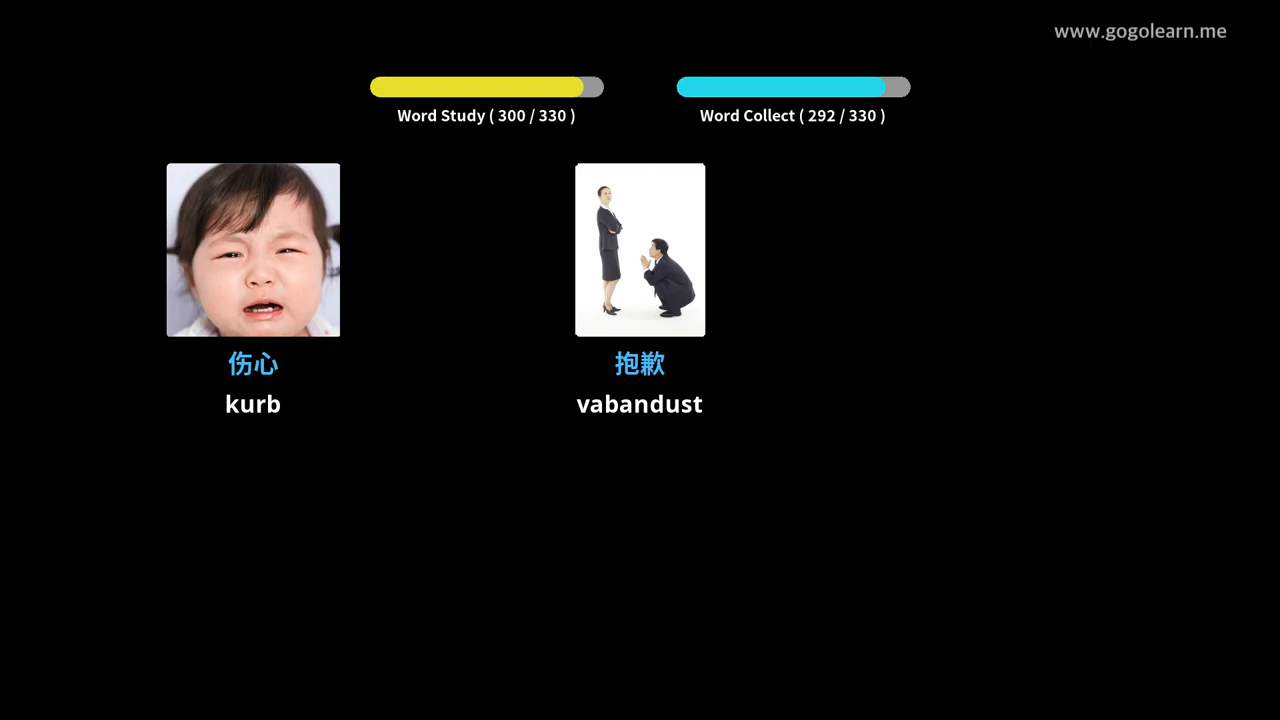 www.gogolearn.me
Word Study ( 300 / 330 )
Word Collect ( 292 / 330 )
伤心
kurb
抱歉
vabandust